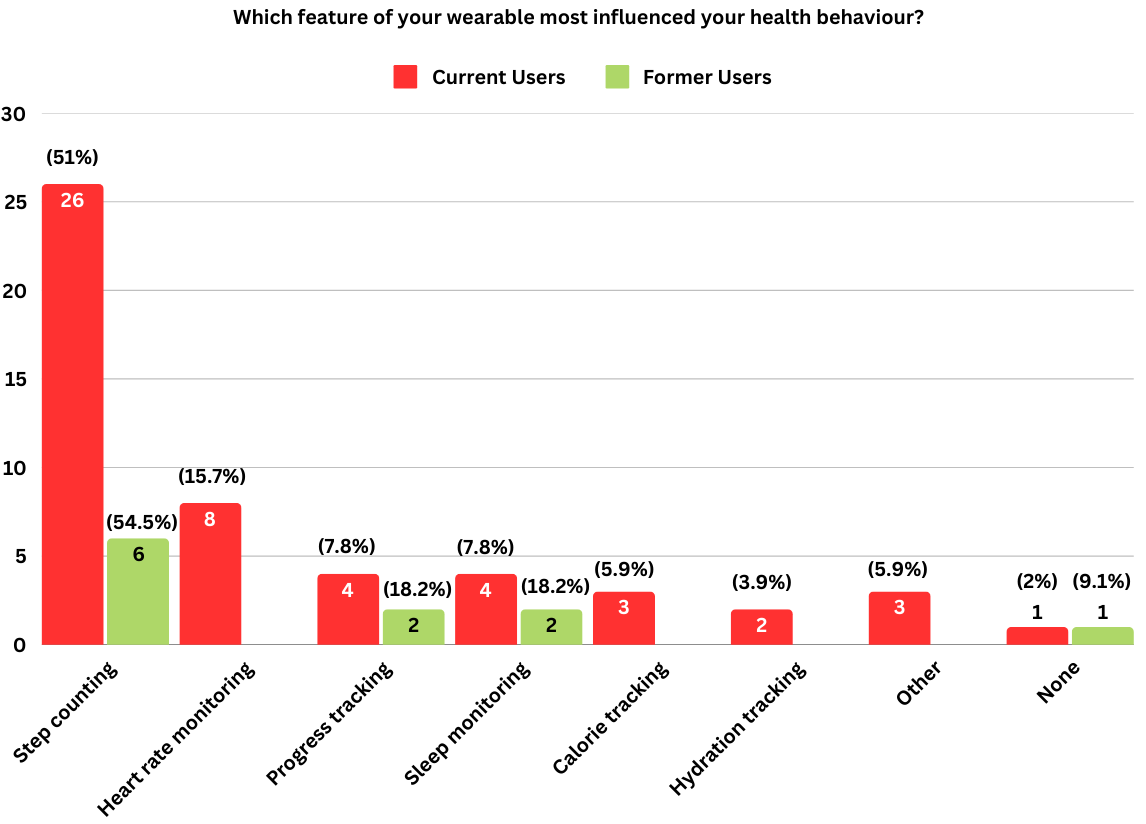 Which feature of your wearable most influenced your health behaviour?
Current Users
Former Users
30
25
20
15
10
5
0
(51%)
26
(54.5%)
6
(15.7%)
8
(7.8%)
4
(18.2%)
2
(7.8%)
4
(18.2%)
2
(5.9%)
3
(3.9%)
2
(5.9%)
3
(2%)
1
(9.1%)
1
Step counting
Heart rate monitoring
Progress tracking
Sleep monitoring
Calorie tracking
Hydration tracking
Other
None